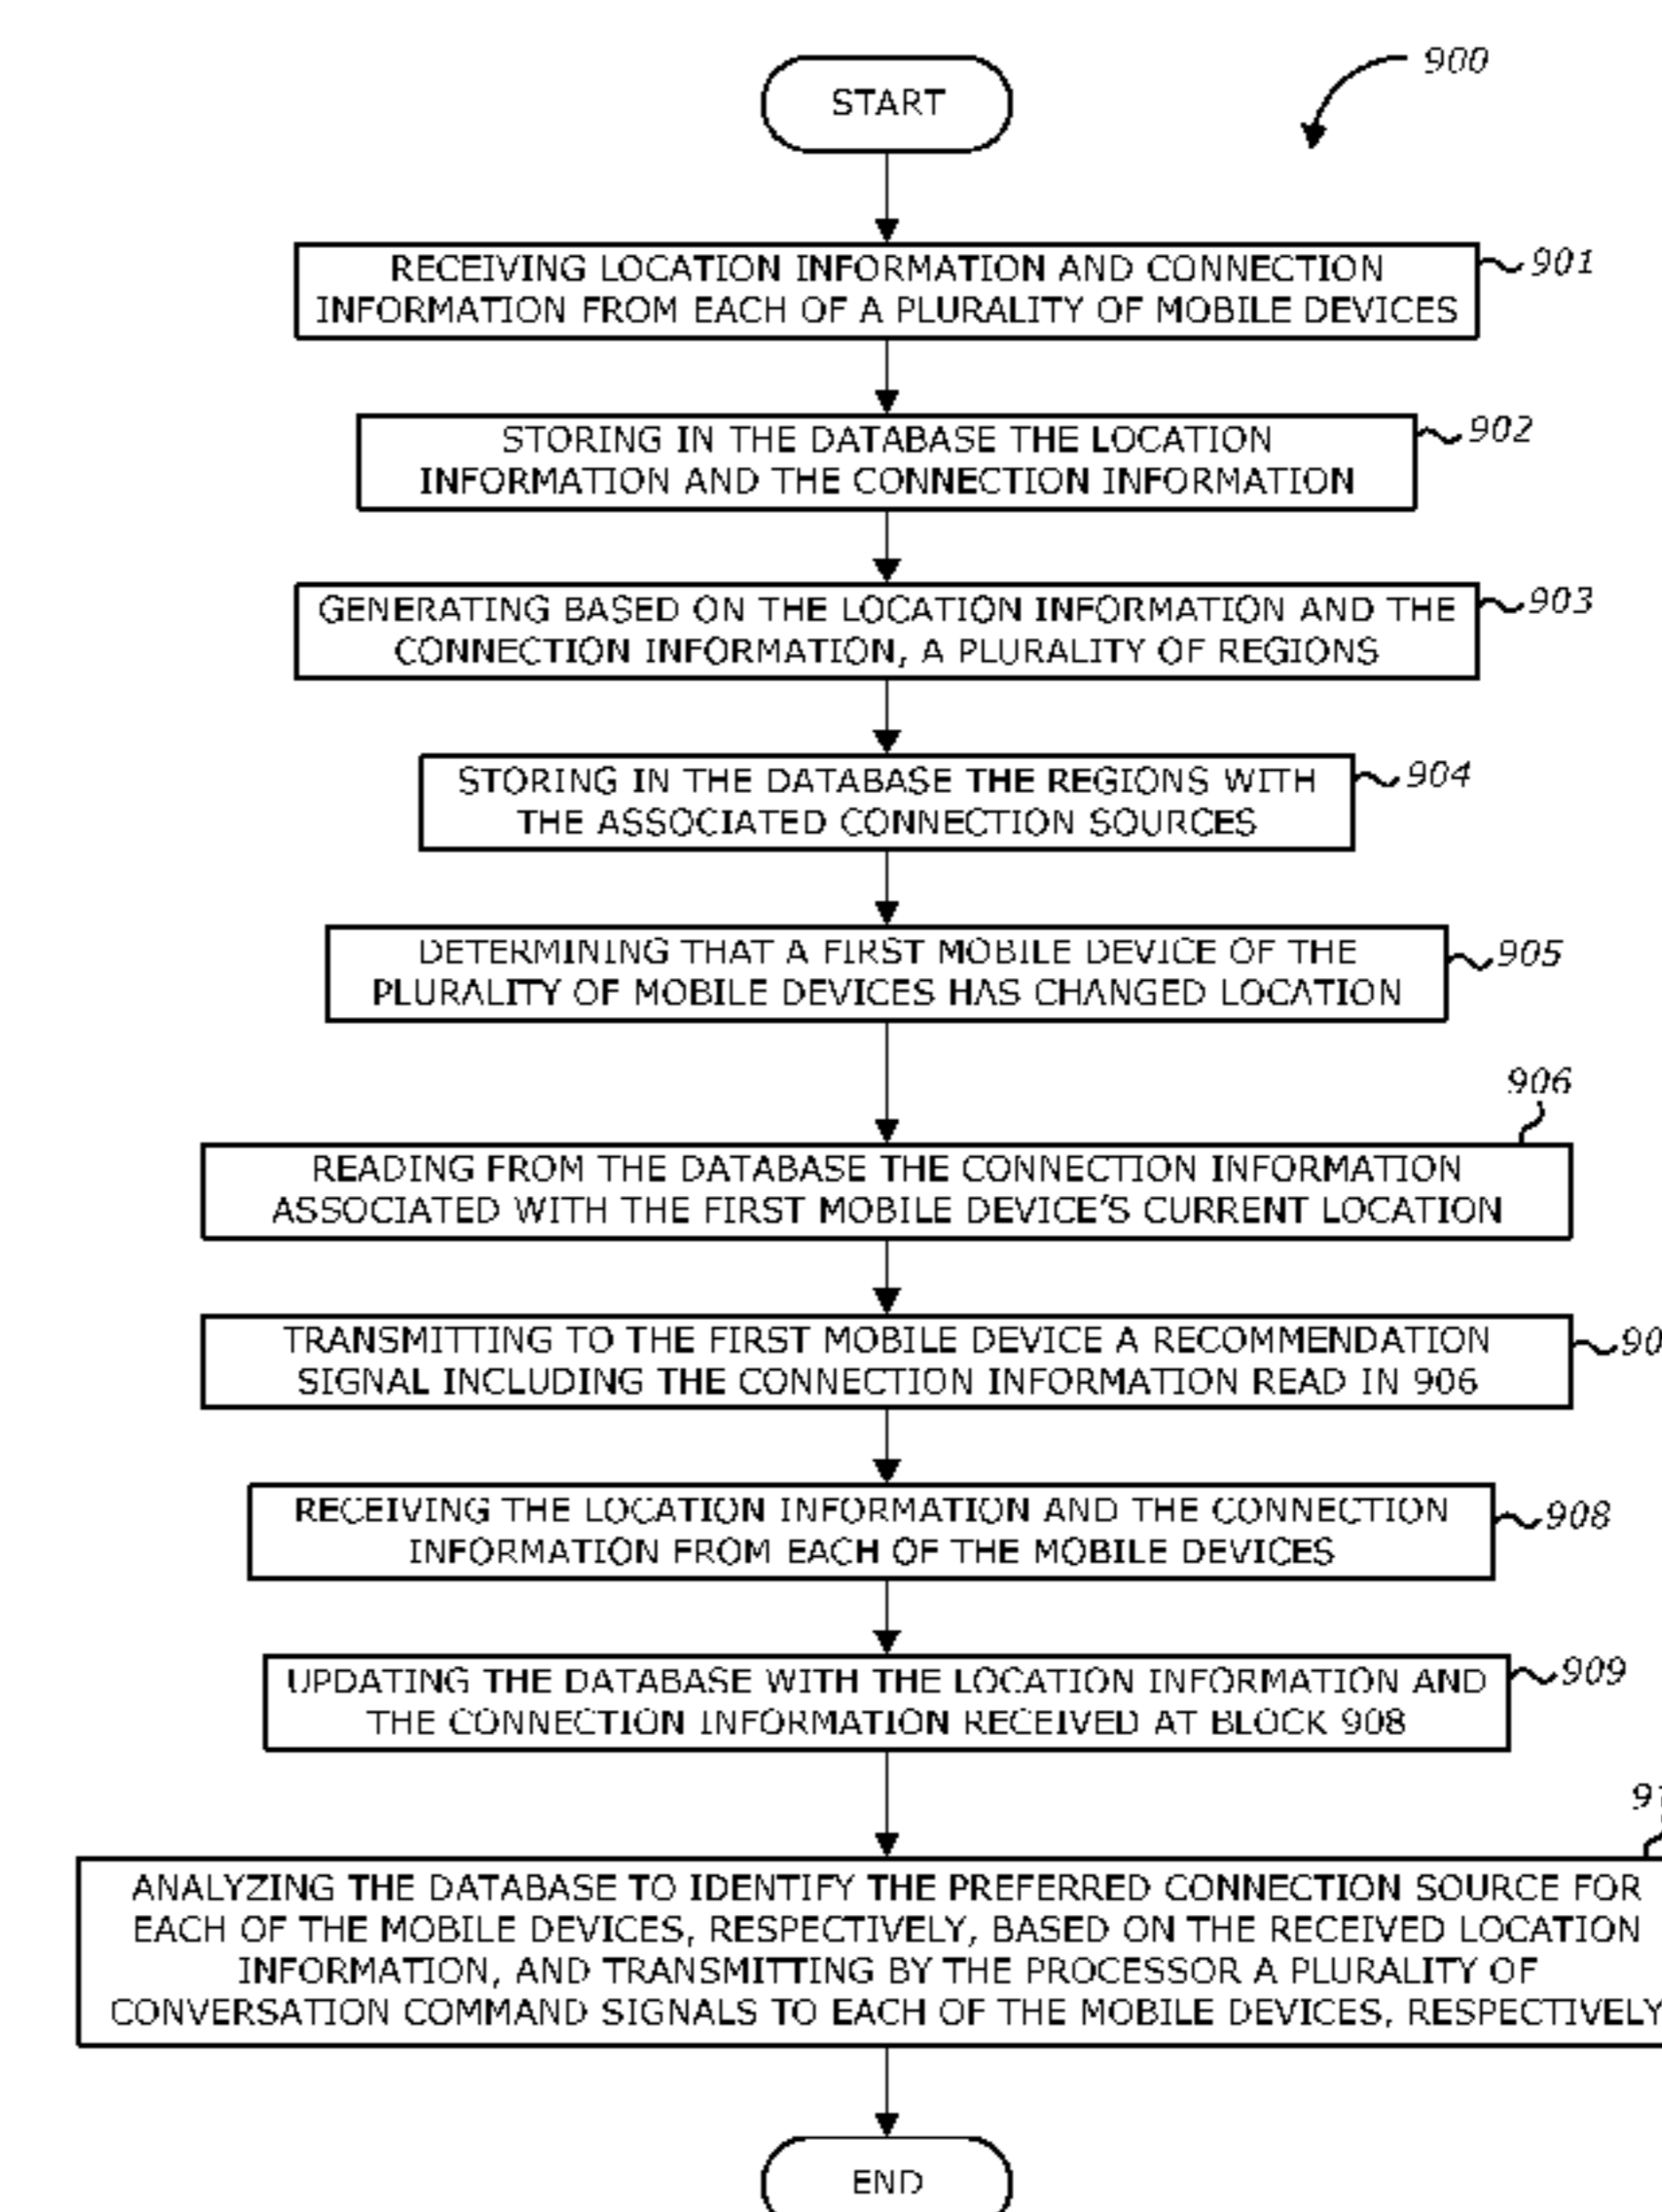 900
START
RECEIVING LOCATION INFORMATION AND CONNECTION
INFORMATION FROM EACH OF A PLURALITY OF MOBILE DEVICES
901
STORING IN THE DATABASE THE LOCATION
INFORMATION AND THE CONNECTION INFORMATION
902
GENERATING BASED ON THE LOCATION INFORMATION AND THE
CONNECTION INFORMATION, A PLURALITY OF REGIONS
903
STORING IN THE DATABASE THE REGIONS WITH
THE ASSOCIATED CONNECTION SOURCES
904
DETERMINING THAT A FIRST MOBILE DEVICE OF THE
PLURALITY OF MOBILE DEVICES HAS CHANGED LOCATION
905
906
READING FROM THE DATABASE THE CONNECTION INFORMATION
ASSOCIATED WITH THE FIRST MOBILE DEVICE'S CURRENT LOCATION
TRANSMITTING TO THE FIRST MOBILE DEVICE A RECOMMENDATION
SIGNAL INCLUDING THE CONNECTION INFORMATION READ IN 906
RECEIVING THE LOCATION INFORMATION AND THE CONNECTION
INFORMATION FROM EACH OF THE MOBILE DEVICES
908
UPDATING THE DATABASE WITH THE LOCATION INFORMATION AND
THE CONNECTION INFORMATION RECEIVED AT BLOCK 908
909
ANALYZING THE DATABASE TO IDENTIFY THE PREFERRED CONNECTION SOURCE FOR
EACH OF THE MOBILE DEVICES, RESPECTIVELY, BASED ON THE RECEIVED LOCATION
INFORMATION, AND TRANSMITTING BY THE PROCESSOR A PLURALITY OF
CONVERSATION COMMAND SIGNALS TO EACH OF THE MOBILE DEVICES, RESPECTIVELY
END